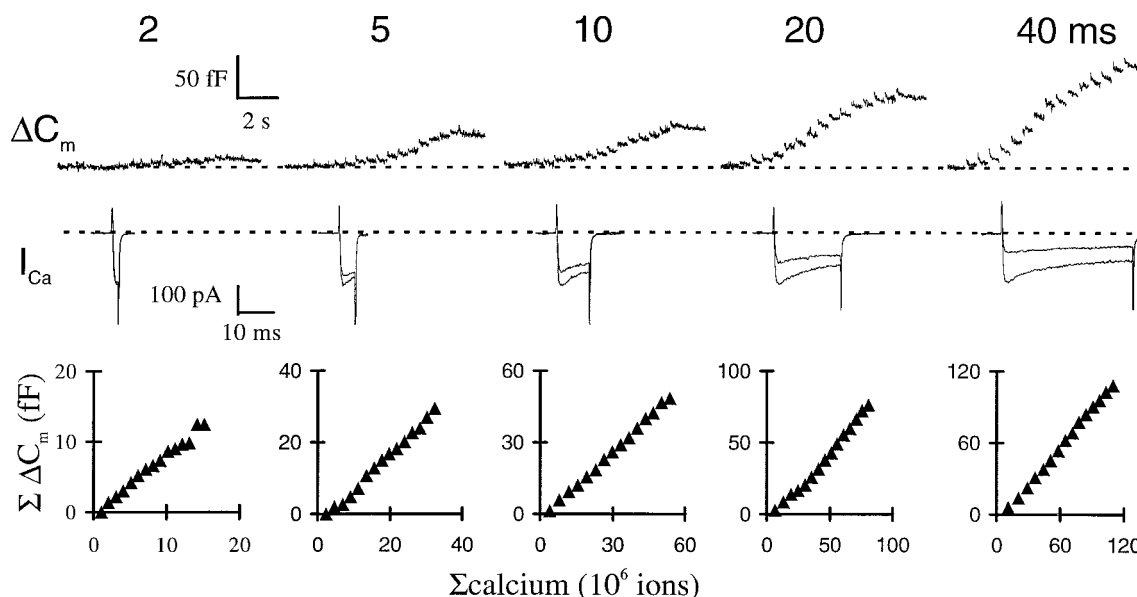 2 5 10 20 40 ms
50 fF
2 s
ΔCm
ICa
100 pA
10 ms
Σ ΔCm (fF)
20 40 60 100 120
10 20 30 50 60
0 0 0 0 0
0 10 20 0 20 40 0 30 60 0 50 100 0 60 120
Σcalcium (10⁶ ions)